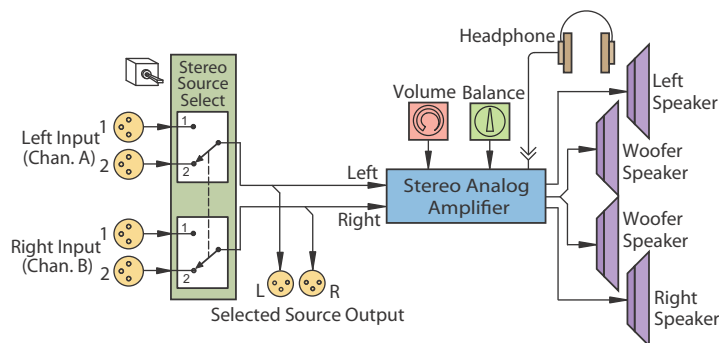 Headphone
Stereo
Source
Select
Volume
Balance
Left
Speaker
Left Input
(Chan. A)
1
2
1
2
Woofer
Speaker
Left
Right
Stereo Analog
Amplifier
Right Input
(Chan. B)
1
2
1
2
Woofer
Speaker
L
R
Selected Source Output
Right
Speaker